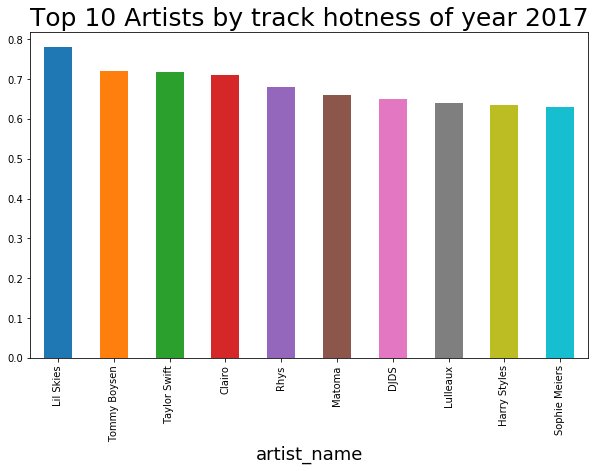 Top 10 Artists by track hotness of year 2017
0.8
0.7
0.6
0.5
0.4
0.3
0.2
0.1
0.0
Lil Skies
Tommy Boysen
Taylor Swift
Clairo
Rhys
Matoma
DJDS
Lulleaux
Harry Styles
Sophie Meiers
artist_name